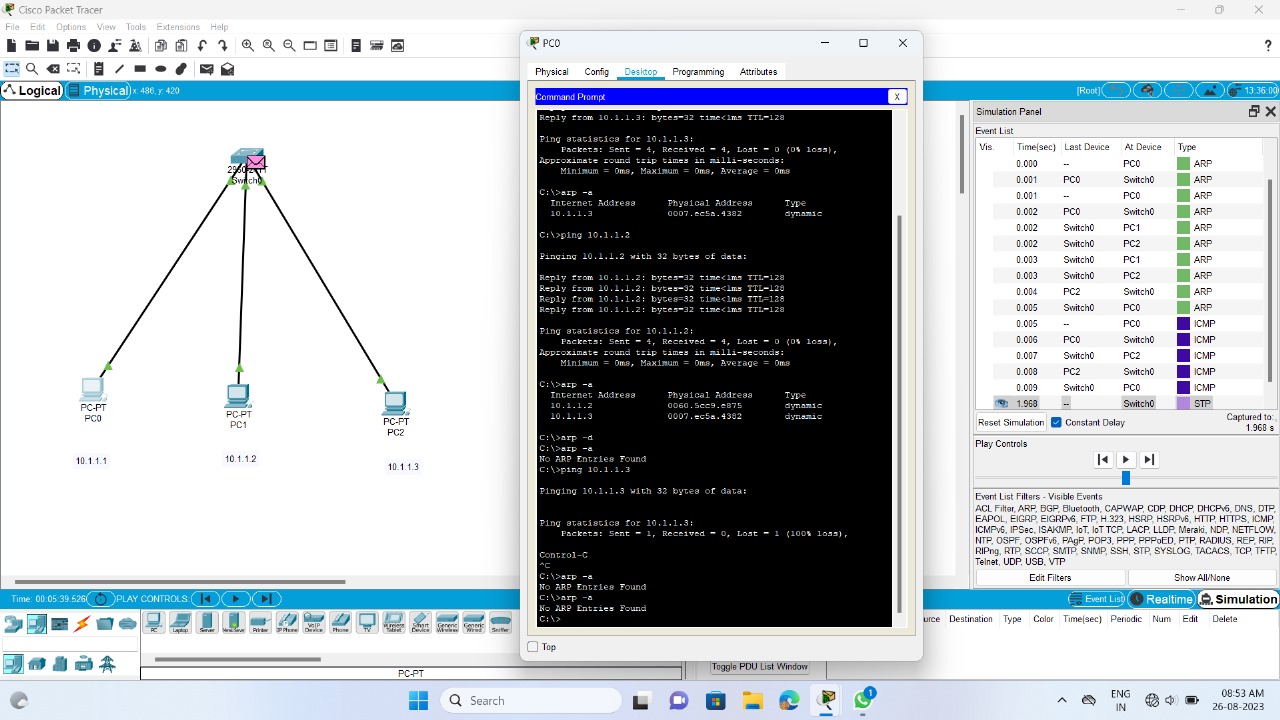 Cisco Packet Tracer
File Edit Options View Tools Extensions Help
Logical Physical x: 486, y: 420
[Root] 13:36:00
Switch0
PC-PT
PC0
PC-PT
PC1
PC-PT
PC2
10.1.1.1
10.1.1.2
10.1.1.3
PC0
Physical Config Desktop Programming Attributes
Command Prompt X
Reply from 10.1.1.3: bytes=32 time<1ms TTL=128
Ping statistics for 10.1.1.3:
Packets: Sent = 4, Received = 4, Lost = 0 (0% loss),
Approximate round trip times in milli-seconds:
Minimum = 0ms, Maximum = 0ms, Average = 0ms
C:\>arp -a
Internet Address Physical Address Type
10.1.1.3 0007.ec5a.4382 dynamic
C:\>ping 10.1.1.2
Pinging 10.1.1.2 with 32 bytes of data:
Reply from 10.1.1.2: bytes=32 time<1ms TTL=128
Reply from 10.1.1.2: bytes=32 time<1ms TTL=128
Reply from 10.1.1.2: bytes=32 time<1ms TTL=128
Reply from 10.1.1.2: bytes=32 time<1ms TTL=128
Ping statistics for 10.1.1.2:
Packets: Sent = 4, Received = 4, Lost = 0 (0% loss),
Approximate round trip times in milli-seconds:
Minimum = 0ms, Maximum = 0ms, Average = 0ms
C:\>arp -a
Internet Address Physical Address Type
10.1.1.2 0060.5cc9.e875 dynamic
10.1.1.3 0007.ec5a.4382 dynamic
C:\>arp -d
C:\>arp -a
No ARP Entries Found
C:\>ping 10.1.1.3
Pinging 10.1.1.3 with 32 bytes of data:
Ping statistics for 10.1.1.3:
Packets: Sent = 1, Received = 0, Lost = 1 (100% loss),
Control-C
^C
C:\>arp -a
No ARP Entries Found
C:\>arp -a
No ARP Entries Found
C:\>
Top
Simulation Panel
Event List
Vis. Time(sec) Last Device At Device Type
0.000 -- PC0 ARP
0.001 PC0 Switch0 ARP
0.001 -- PC0 ARP
0.002 PC0 Switch0 ARP
0.002 Switch0 PC1 ARP
0.002 Switch0 PC2 ARP
0.003 Switch0 PC1 ARP
0.003 PC2 Switch0 ARP
0.004 Switch0 PC2 ARP
0.004 Switch0 PC0 ARP
0.005 -- PC0 ICMP
0.006 PC0 Switch0 ICMP
Switch0 PC2 ICMP
0.008 PC2 Switch0 ICMP
Switch0 PC0 ICMP
-- Switch0 STP
Reset Simulation Constant Delay
1.968 s
Play Controls
Event List Filters - Visible Events
ACL Filter, ARP, BGP, Bluetooth, CAPWAP, CDP, DHCP, DHCPv6, DNS, DTP,
EAPOL, EIGRP, EIGRPv6, FTP, H.323, HSRP, HSRPv6, HTTP, HTTPS, ICMP,
ICMPv6, IPSec, ISAKMP, IoT, IoT TCP, LACP, LLDP, Meraki, NDP, NETFLOW,
NTP, OSPF, OSPFv6, PAgP, POP3, PPP, PPPoED, PTP, RADIUS, REP, RIP,
RIPng, RTP, SCCP, SMTP, SNMP, SSH, STP, SYSLOG, TACACS, TCP, TFTP,
Telnet, UDP, USB, VTP
Edit Filters Show All/None
Time: 00:05:39.526 PLAY CONTROLS:
Event List Realtime Simulation
PC Laptop Server Printer IP Phone VoIP Device Phone TV Wireless Tablet Smart Device Generic Wireless Generic Wired Sniffer
PC-PT
Toggle PDU List Window
Destination Type Color Time(sec) Periodic Num Edit Delete
Search
1
ENG
IN
08:53 AM
26-08-2023